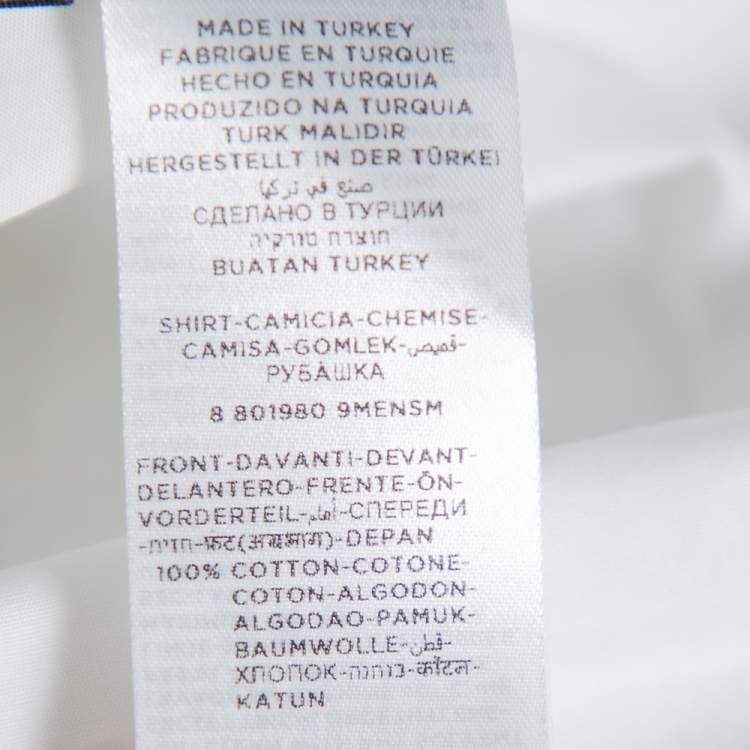 MADE IN TURKEY
FABRIQUE EN TURQUIE
HECHO EN TURQUIA
PRODUZIDO NA TURQUIA
TURK MALIDIR
HERGESTELLT IN DER TÜRKEI
صنع في تركيا
СДЕЛАНО В ТУРЦИИ
תוצרת טורקיה
BUATAN TURKEY
SHIRT-CAMICIA-CHEMISE-
CAMISA-GOMLEK-قميص-
РУБÀШКА
8 801980 9MENSM
FRONT-DAVANTI-DEVANT-
DELANTERO-FRENTE-ÖN-
VORDERTEIL-أمام-СПЕРЕДИ
-חזית-फ्रंट(अग्रभाग)-DEPAN
100% COTTON-COTONE-
COTON-ALGODON-
ALGODAO-PAMUK-
BAUMWOLLE-قطن-
ХЛОПОК-כותנה-कॉटन-
KATUN